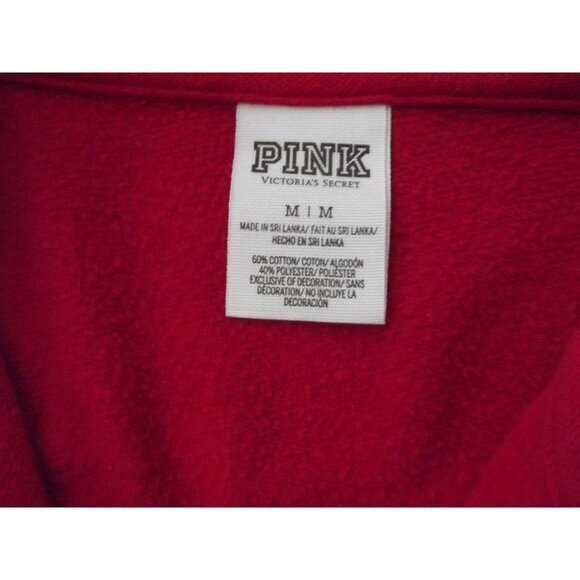 PINK
VICTORIA'S SECRET
M | M
MADE IN SRI LANKA/ FAIT AU SRI LANKA/
HECHO EN SRI LANKA
60% COTTON/ COTON/ ALGODÓN
40% POLYESTER/ POLIÉSTER
EXCLUSIVE OF DECORATION/ SANS
DÉCORATION/ NO INCLUYE LA
DECORACIÓN